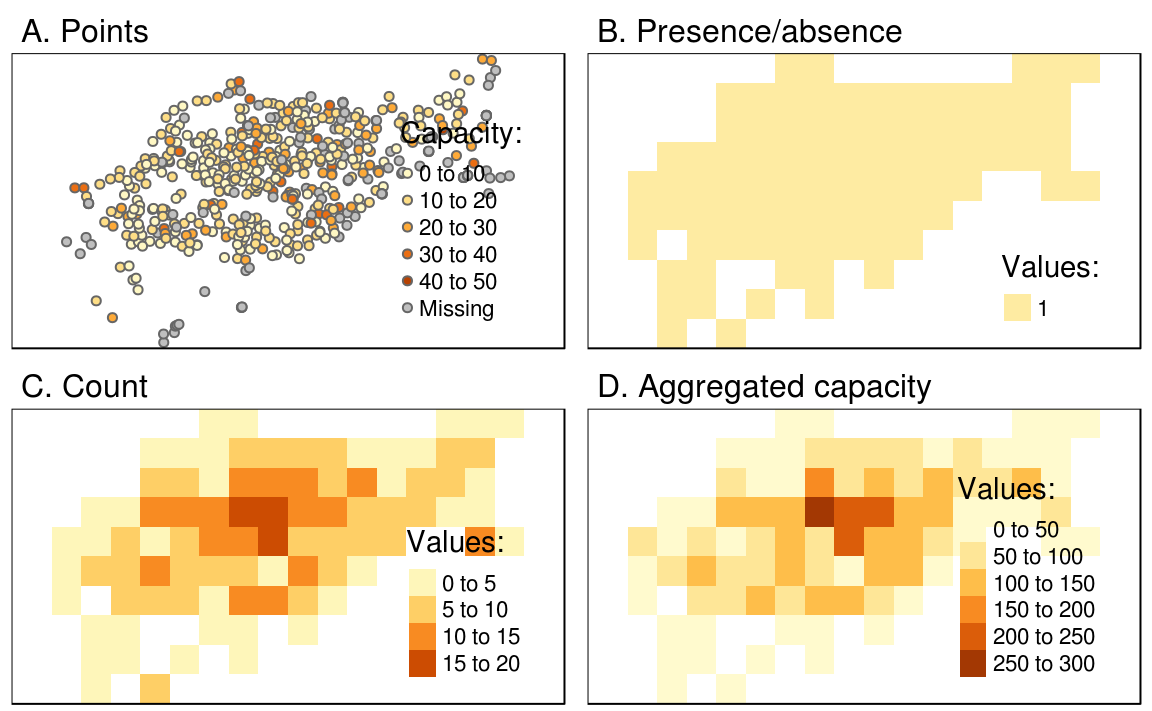 A. Points
Capacity:
0 to 10
10 to 20
20 to 30
30 to 40
40 to 50
Missing
B. Presence/absence
Values:
1
C. Count
Values:
0 to 5
5 to 10
10 to 15
15 to 20
D. Aggregated capacity
Values:
0 to 50
50 to 100
100 to 150
150 to 200
200 to 250
250 to 300